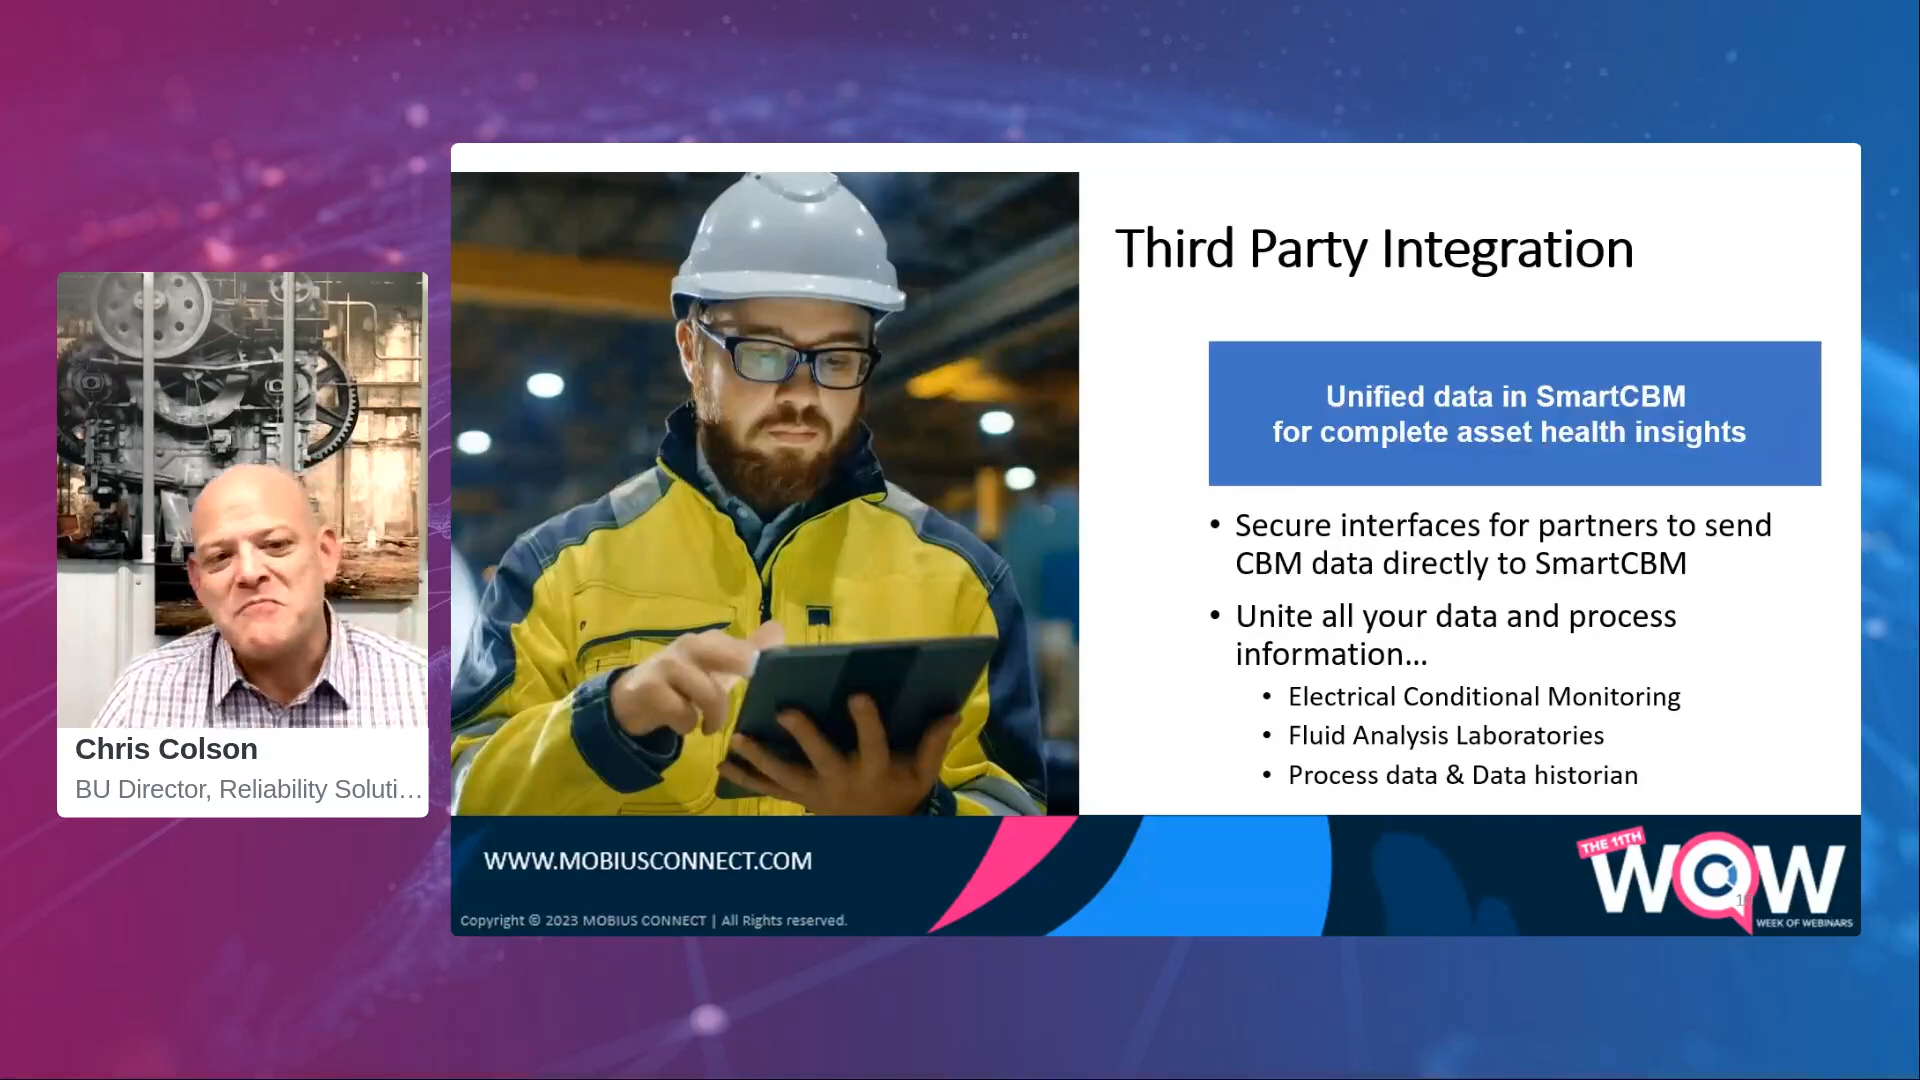 Third Party Integration
Unified data in SmartCBM
for complete asset health insights
• Secure interfaces for partners to send
CBM data directly to SmartCBM
• Unite all your data and process
information...
• Electrical Conditional Monitoring
• Fluid Analysis Laboratories
• Process data & Data historian
Chris Colson
BU Director, Reliability Soluti...
WWW.MOBIUSCONNECT.COM
Copyright © 2023 MOBIUS CONNECT | All Rights reserved.
THE 11TH
WOW
WEEK OF WEBINARS